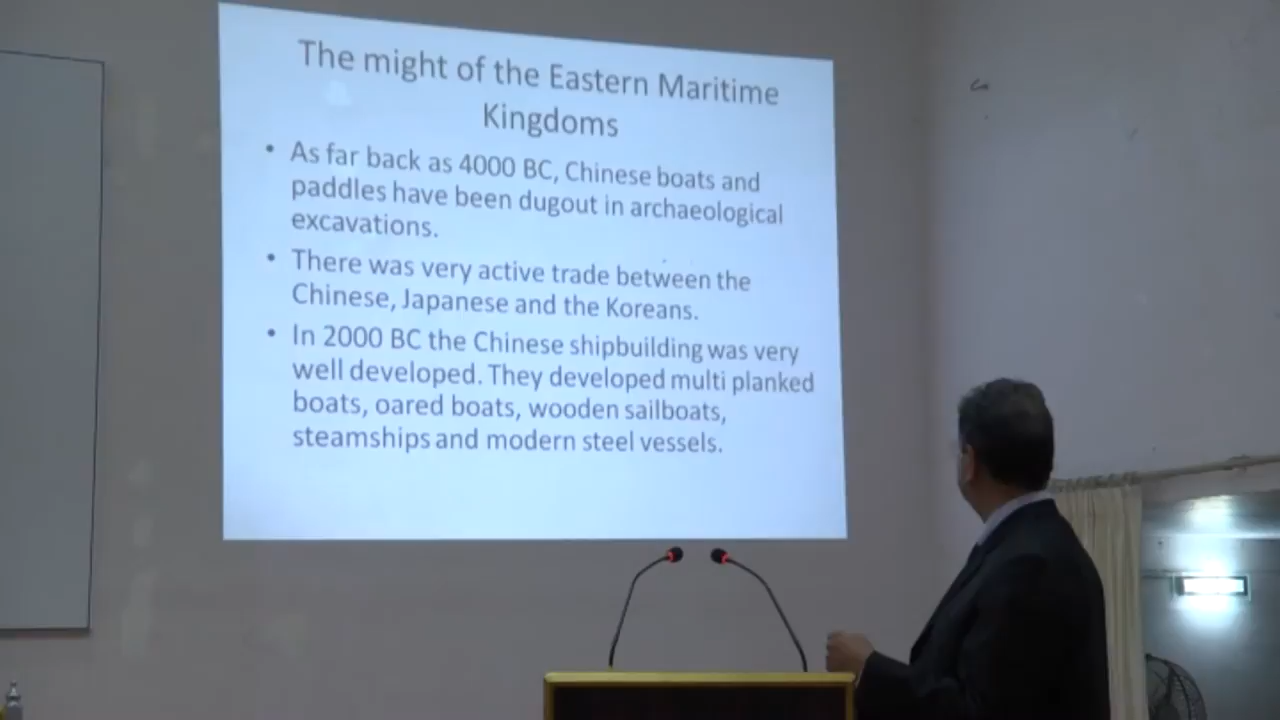 The might of the Eastern Maritime
Kingdoms
• As far back as 4000 BC, Chinese boats and
paddles have been dugout in archaeological
excavations.
• There was very active trade between the
Chinese, Japanese and the Koreans.
• In 2000 BC the Chinese shipbuilding was very
well developed. They developed multi planked
boats, oared boats, wooden sailboats,
steamships and modern steel vessels.